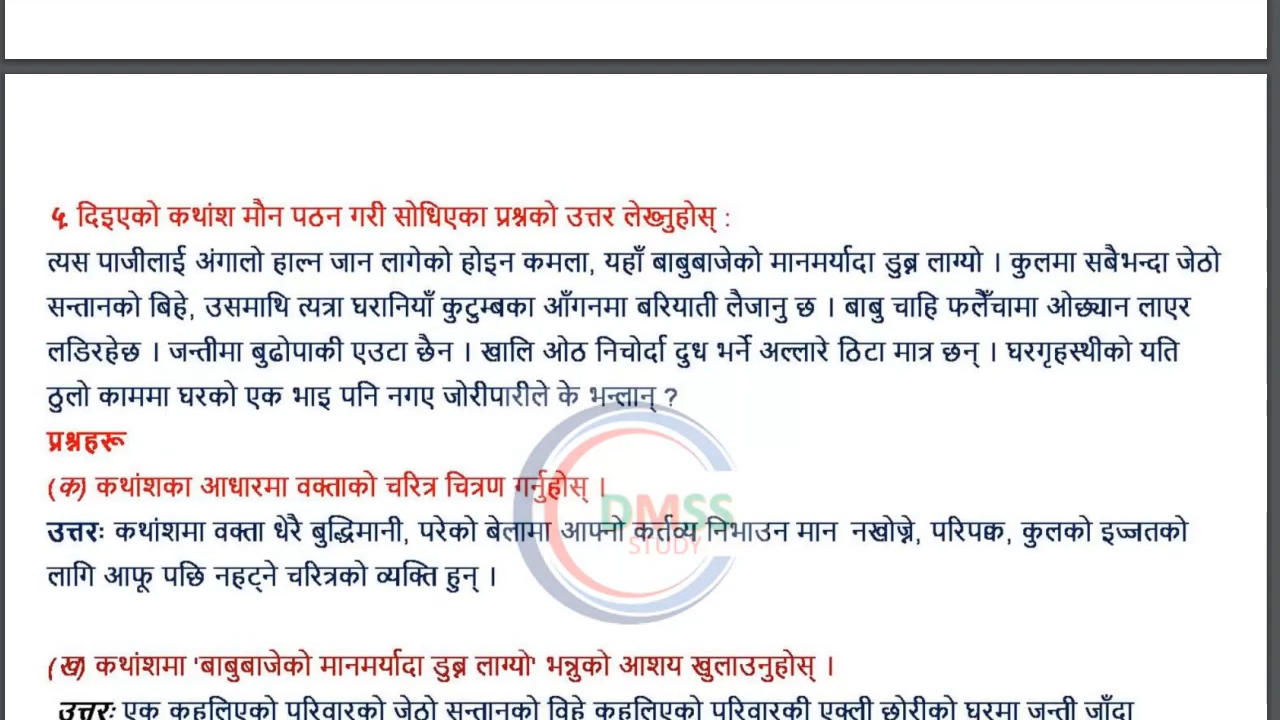 ५. दिइएको कथांश मौन पठन गरी सोधिएका प्रश्नको उत्तर लेख्नुहोस् :
त्यस पाजीलाई अंगालो हाल्न जान लागेको होइन कमला, यहाँ बाबुबाजेको मानमर्यादा डुब्न लाग्यो । कुलमा सबैभन्दा जेठो
सन्तानको बिहे, उसमाथि त्यत्रा घरानियाँ कुटुम्बका आँगनमा बरियाती लैजानु छ । बाबु चाहि फलैँचामा ओछ्यान लाएर
लडिरहेछ । जन्तीमा बुढोपाकी एउटा छैन । खालि ओठ निचोर्दा दुध भर्ने अल्लारे ठिटा मात्र छन् । घरगृहस्थीको यति
ठुलो काममा घरको एक भाइ पनि नगए जोरीपारीले के भन्लान् ?
प्रश्नहरू
(क) कथांशका आधारमा वक्ताको चरित्र चित्रण गर्नुहोस् ।
उत्तरः कथांशमा वक्ता धेरै बुद्धिमानी, परेको बेलामा आफ्नो कर्तव्य निभाउन मान नखोज्ने, परिपक्व, कुलको इज्जतको
लागि आफू पछि नहट्ने चरित्रको व्यक्ति हुन् ।
DMSS
STUDY
(ख) कथांशमा 'बाबुबाजेको मानमर्यादा डुब्न लाग्यो' भन्नुको आशय खुलाउनुहोस् ।
उत्तरः एक कहलिएको परिवारको जेठो सन्तानको विहे कहलिएको परिवारकी एक्ली छोरीको घरमा जन्ती जाँदा